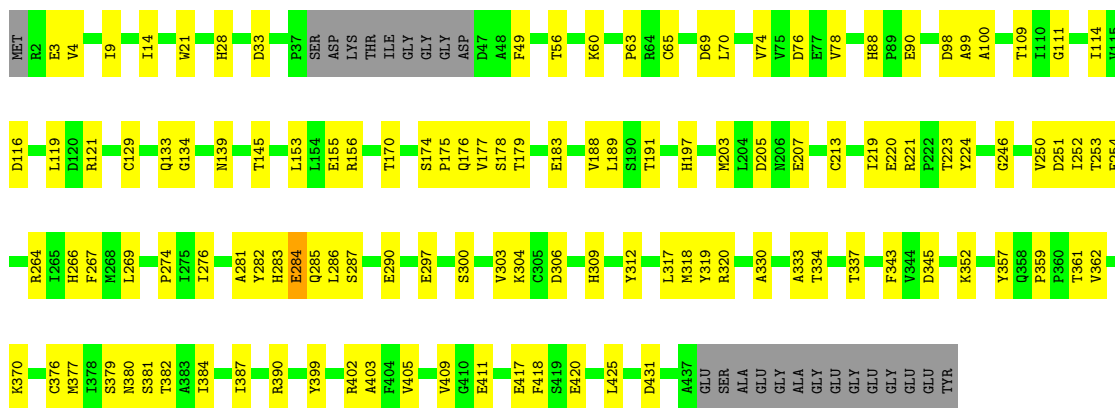 MET R2 E3 V4 I9 I14 W21 H28 D33 P37 SER ASP LYS THR ILE GLY GLY GLY ASP D47 A48 F49 T56 K60 P63 R64 C65 D69 L70 V74 V75 D76 E77 V78 H88 P89 E90 D98 A99 A100 T109 I110 G111 I114 V115
D116 L119 D120 R121 C129 Q133 G134 N139 T145 L153 L154 E155 R156 T170 S174 P175 Q176 V177 S178 T179 E183 V188 L189 S190 T191 H197 M203 L204 D205 N206 E207 C213 I219 E220 R221 P222 T223 Y224 G246 V250 D251 I252 T253 E254
R264 I265 H266 F267 M268 L269 P274 I275 I276 A281 Y282 H283 E284 Q285 L286 S287 E290 E297 S300 V303 K304 C305 D306 H309 Y312 L317 M318 Y319 R320 A330 A333 T334 T337 F343 V344 D345 K352 Y357 Q358 P359 P360 T361 V362
K370 C376 M377 I378 S379 N380 S381 T382 A383 I384 I387 R390 Y399 R402 A403 F404 V405 V409 G410 E411 E417 F418 S419 E420 L425 D431 A437 GLU SER ALA GLU GLY ALA GLY GLU GLY GLU GLY GLU GLU TYR